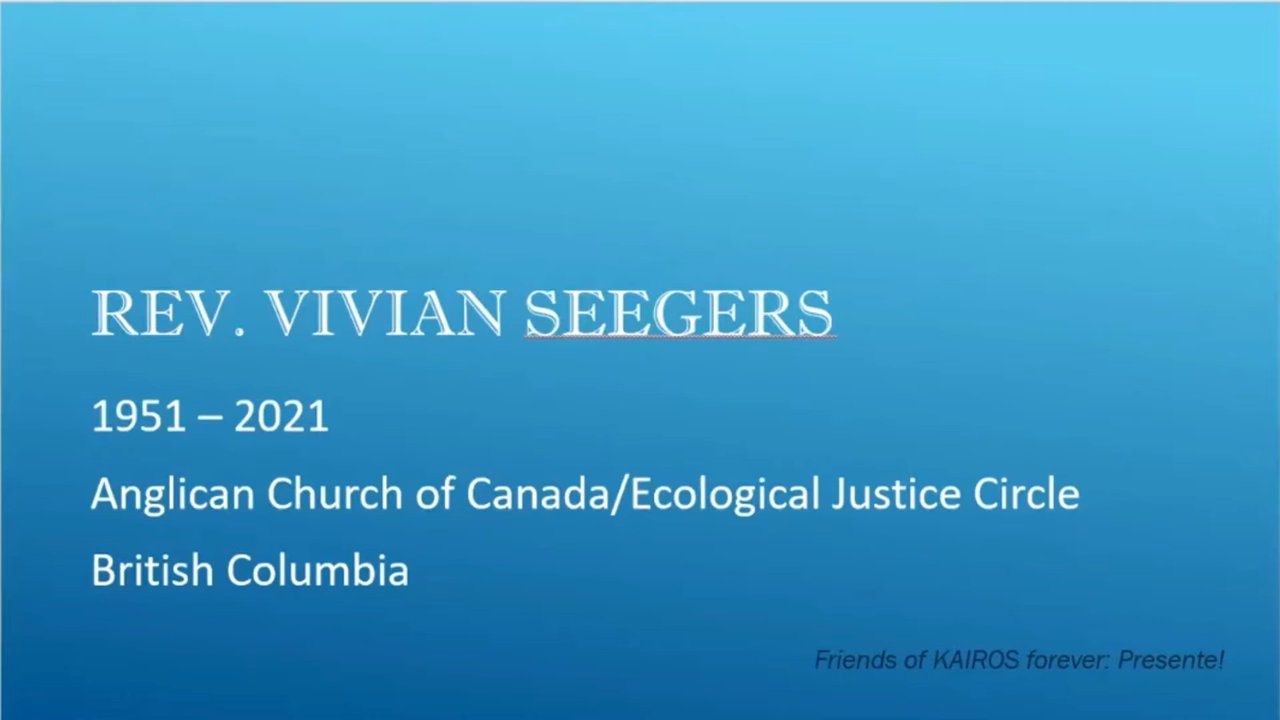 REV. VIVIAN SEEGERS
1951 – 2021
Anglican Church of Canada/Ecological Justice Circle
British Columbia
Friends of KAIROS forever: Presente!